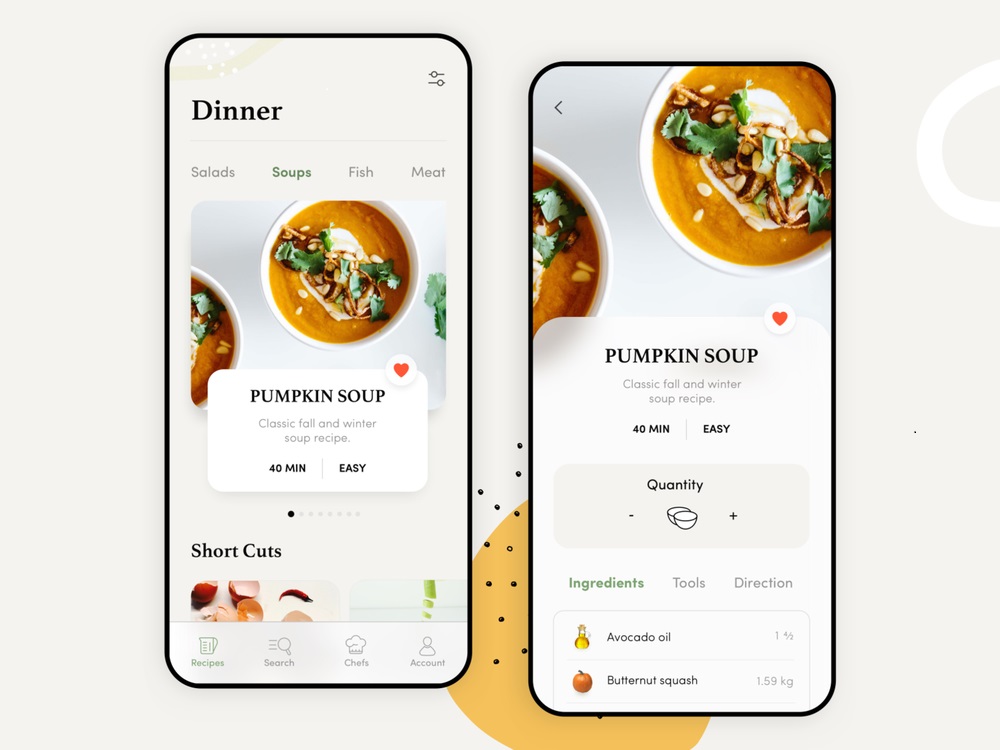 Dinner
Salads Soups Fish Meat
PUMPKIN SOUP
Classic fall and winter
soup recipe.
40 MIN EASY
Short Cuts
Recipes Search Chefs Account
PUMPKIN SOUP
Classic fall and winter
soup recipe.
40 MIN EASY
Quantity
- +
Ingredients Tools Direction
Avocado oil 1 ⁴⁄₂
Butternut squash 1.59 kg